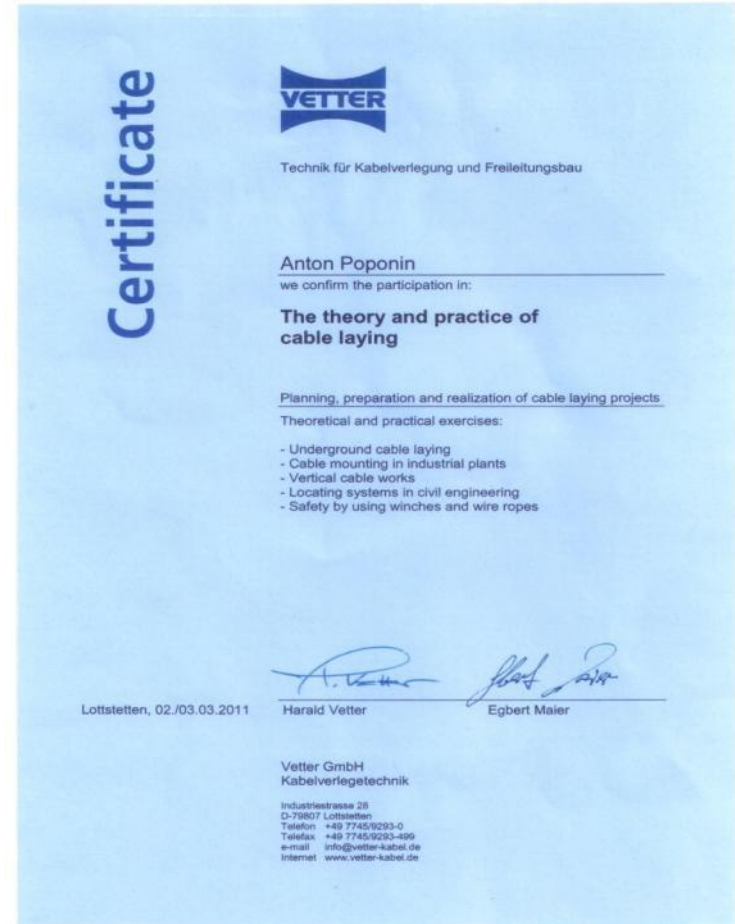 Certificate
VETTER
Technik für Kabelverlegung und Freileitungsbau
Anton Poponin
we confirm the participation in:
The theory and practice of
cable laying
Planning, preparation and realization of cable laying projects
Theoretical and practical exercises:
- Underground cable laying
- Cable mounting in industrial plants
- Vertical cable works
- Locating systems in civil engineering
- Safety by using winches and wire ropes
Lottstetten, 02./03.03.2011
Harald Vetter
Egbert Maier
Vetter GmbH
Kabelverlegetechnik
Industriestrasse 28
D-79807 Lottstetten
Telefon +49 7745/9293-0
Telefax +49 7745/9293-499
e-mail info@vetter-kabel.de
Internet www.vetter-kabel.de